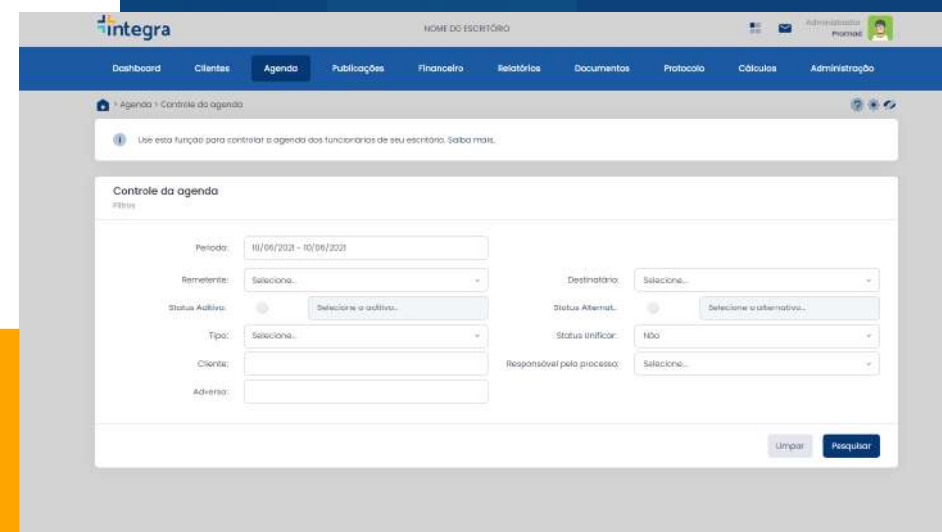 integra
NOME DO ESCRITÓRIO
Administrador
Promad
Dashboard Clientes Agenda Publicações Financeiro Relatórios Documentos Protocolo Cálculos Administração
> Agenda > Controle da agenda
Use esta função para controlar a agenda dos funcionários de seu escritório. Saiba mais.
Controle da agenda
Filtros
Período: 10/06/2021 - 10/06/2021
Remetente: Selecione... Destinatário: Selecione...
Status Aditivo: Selecione o aditivo... Status Alternat.. Selecione o alternativo...
Tipo: Selecione... Status Unificar: Não
Cliente: Responsável pelo processo: Selecione...
Adverso:
Limpar Pesquisar